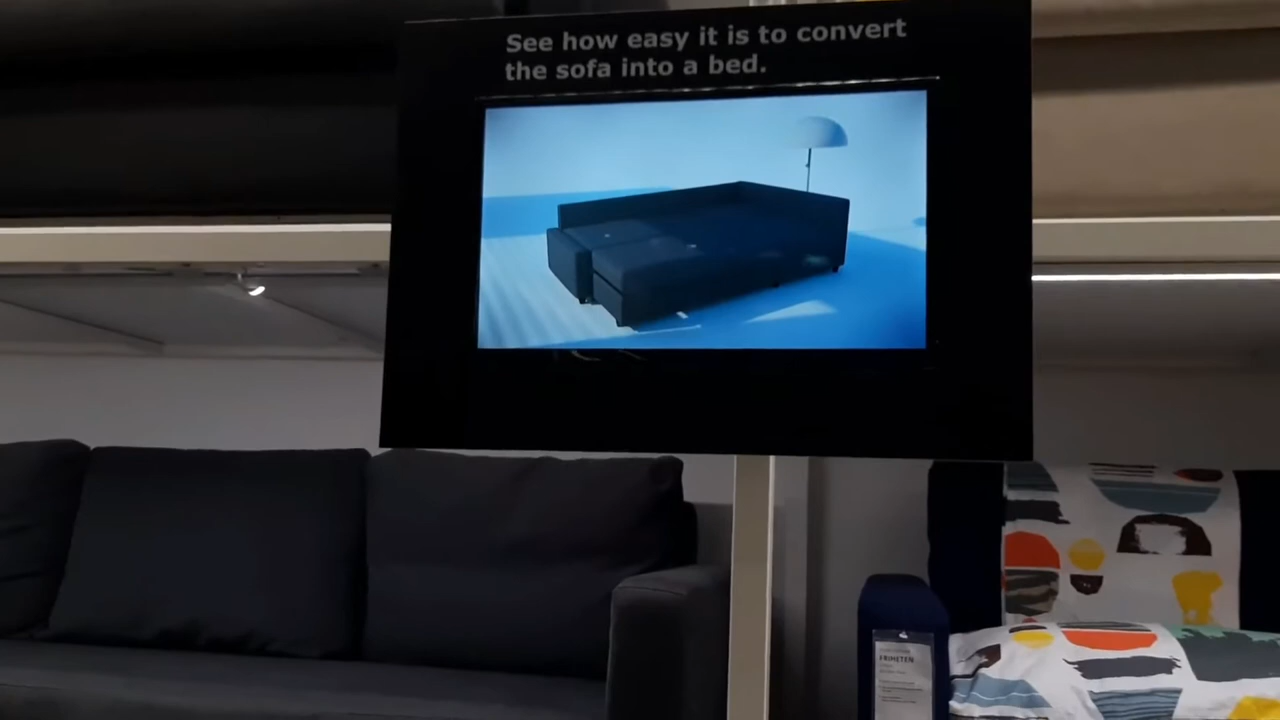 See how easy it is to convert
the sofa into a bed.
FRIHETEN